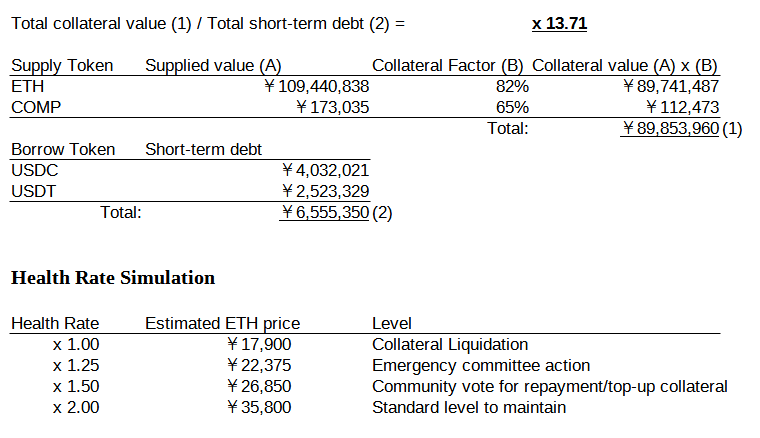 Total collateral value (1) / Total short-term debt (2) = x 13.71
Supply Token Supplied value (A) Collateral Factor (B) Collateral value (A) x (B)
ETH ￥109,440,838 82% ￥89,741,487
COMP ￥173,035 65% ￥112,473
Total: ￥89,853,960 (1)
Borrow Token Short-term debt
USDC ￥4,032,021
USDT ￥2,523,329
Total: ￥6,555,350 (2)
Health Rate Simulation
Health Rate Estimated ETH price Level
x 1.00 ￥17,900 Collateral Liquidation
x 1.25 ￥22,375 Emergency committee action
x 1.50 ￥26,850 Community vote for repayment/top-up collateral
x 2.00 ￥35,800 Standard level to maintain